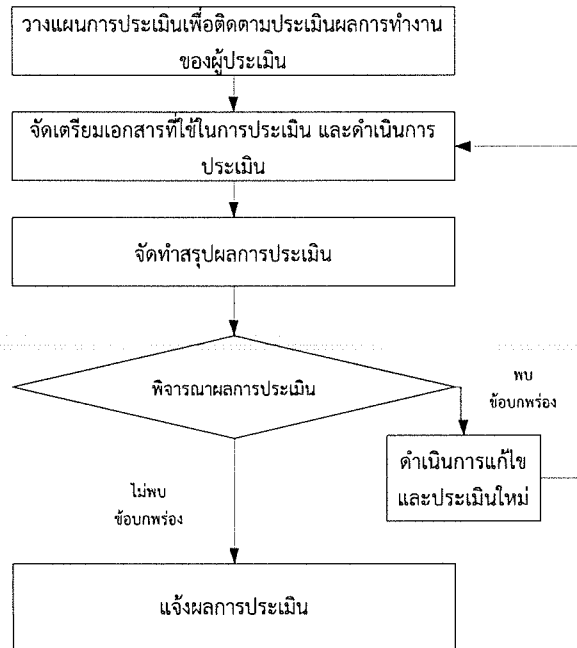 วางแผนการประเมินเพื่อติดตามประเมินผลการทำงาน
ของผู้ประเมิน
จัดเตรียมเอกสารที่ใช้ในการประเมิน และดำเนินการ
ประเมิน
จัดทำสรุปผลการประเมิน
พิจารณาผลการประเมิน
พบ
ข้อบกพร่อง
ดำเนินการแก้ไข
และประเมินใหม่
ไม่พบ
ข้อบกพร่อง
แจ้งผลการประเมิน